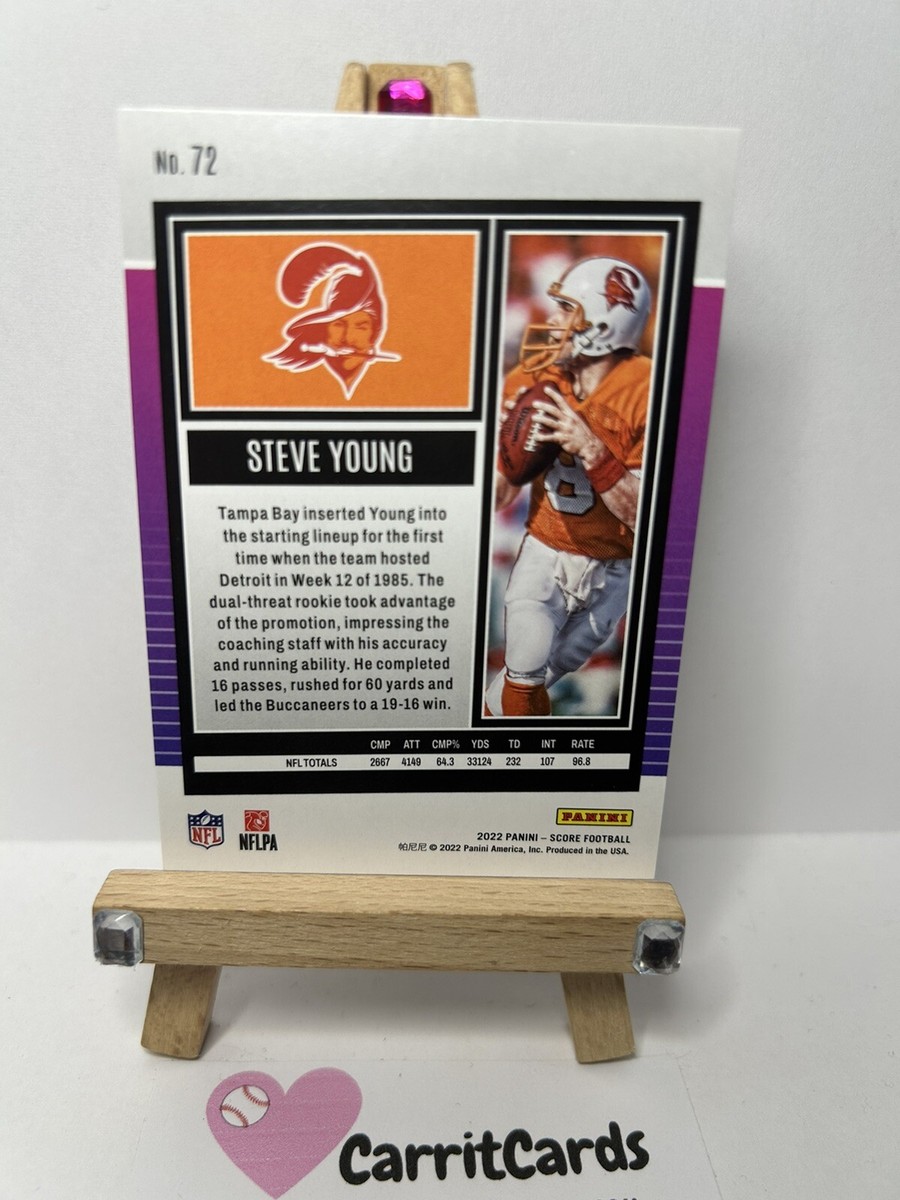 No. 72
STEVE YOUNG
Tampa Bay inserted Young into
the starting lineup for the first
time when the team hosted
Detroit in Week 12 of 1985. The
dual-threat rookie took advantage
of the promotion, impressing the
coaching staff with his accuracy
and running ability. He completed
16 passes, rushed for 60 yards and
led the Buccaneers to a 19-16 win.
8
CMP ATT CMP% YDS TD INT RATE
NFL TOTALS 2667 4149 64.3 33124 232 107 96.8
NFL
NFLPA
PANINI
2022 PANINI – SCORE FOOTBALL
帕尼尼 © 2022 Panini America, Inc. Produced in the USA.
CarritCards